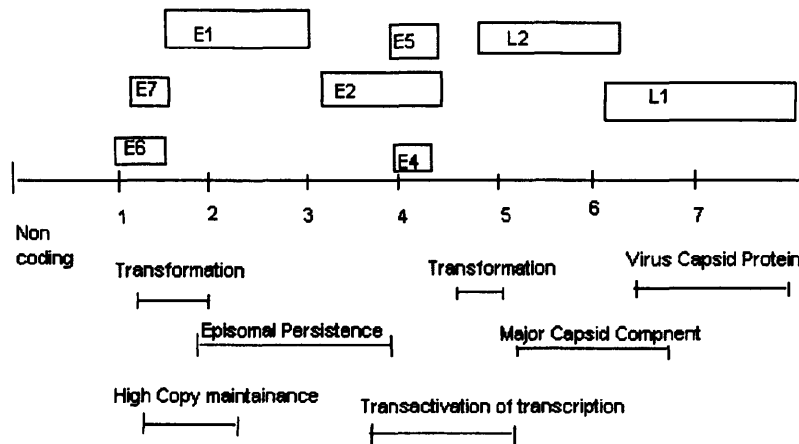 E1
E5
L2
E7
E2
L1
E6
E4
1 2 3 4 5 6 7
Non
coding
Transformation
Transformation
Virus Capsid Protein
Episomal Persistence
Major Capsid Compnent
High Copy maintainance
Transactivation of transcription